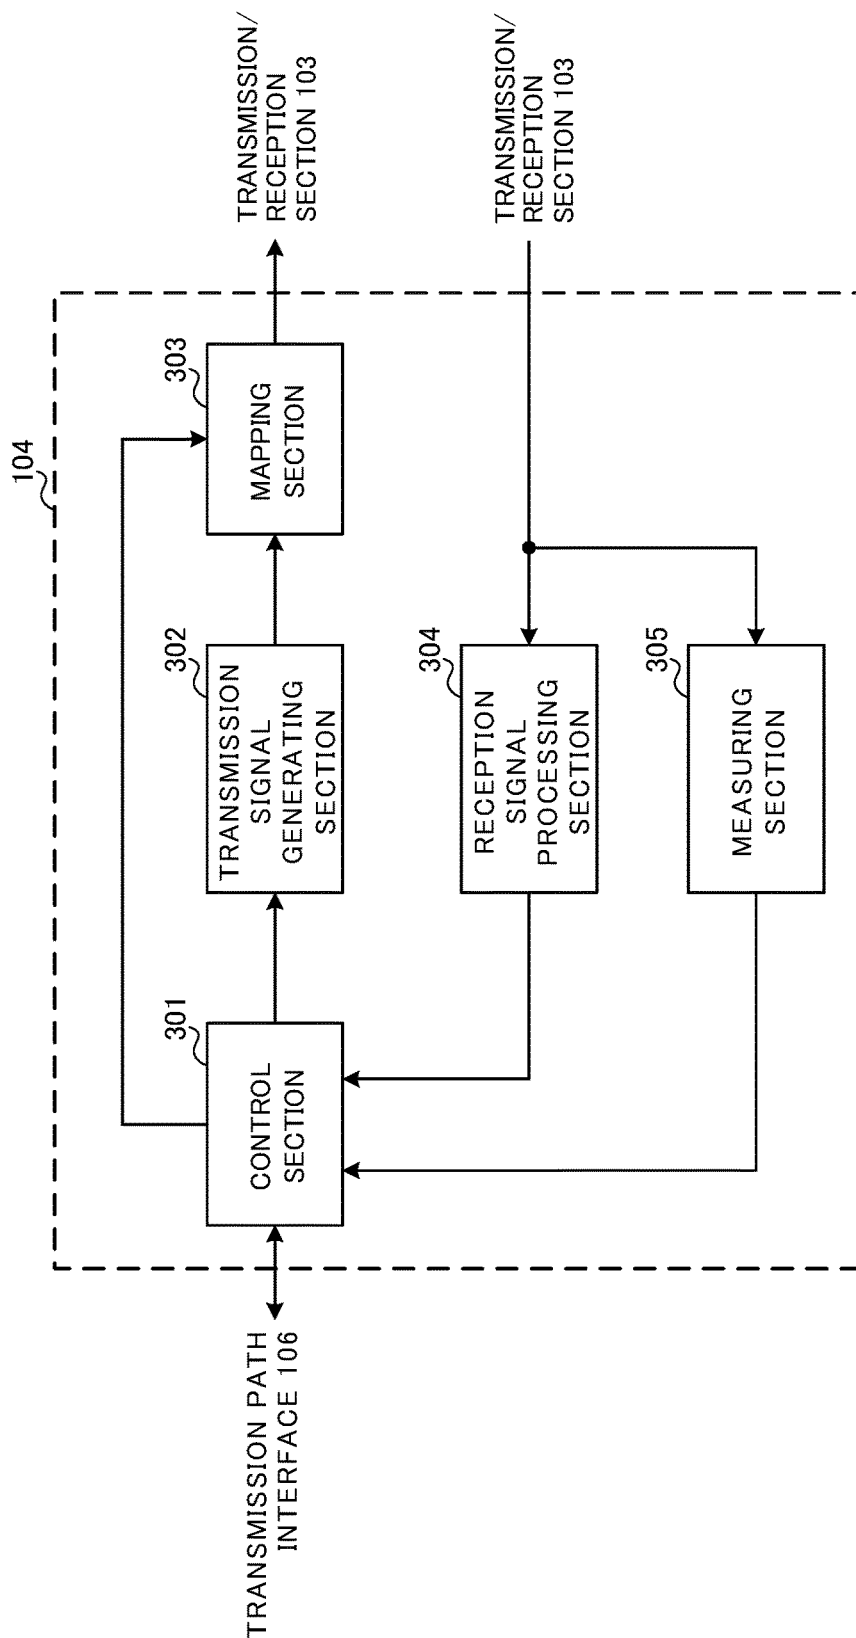 104
TRANSMISSION PATH
INTERFACE 106
301
CONTROL
SECTION
302
TRANSMISSION
SIGNAL
GENERATING
SECTION
303
MAPPING
SECTION
TRANSMISSION/
RECEPTION
SECTION 103
304
RECEPTION
SIGNAL
PROCESSING
SECTION
TRANSMISSION/
RECEPTION
SECTION 103
305
MEASURING
SECTION